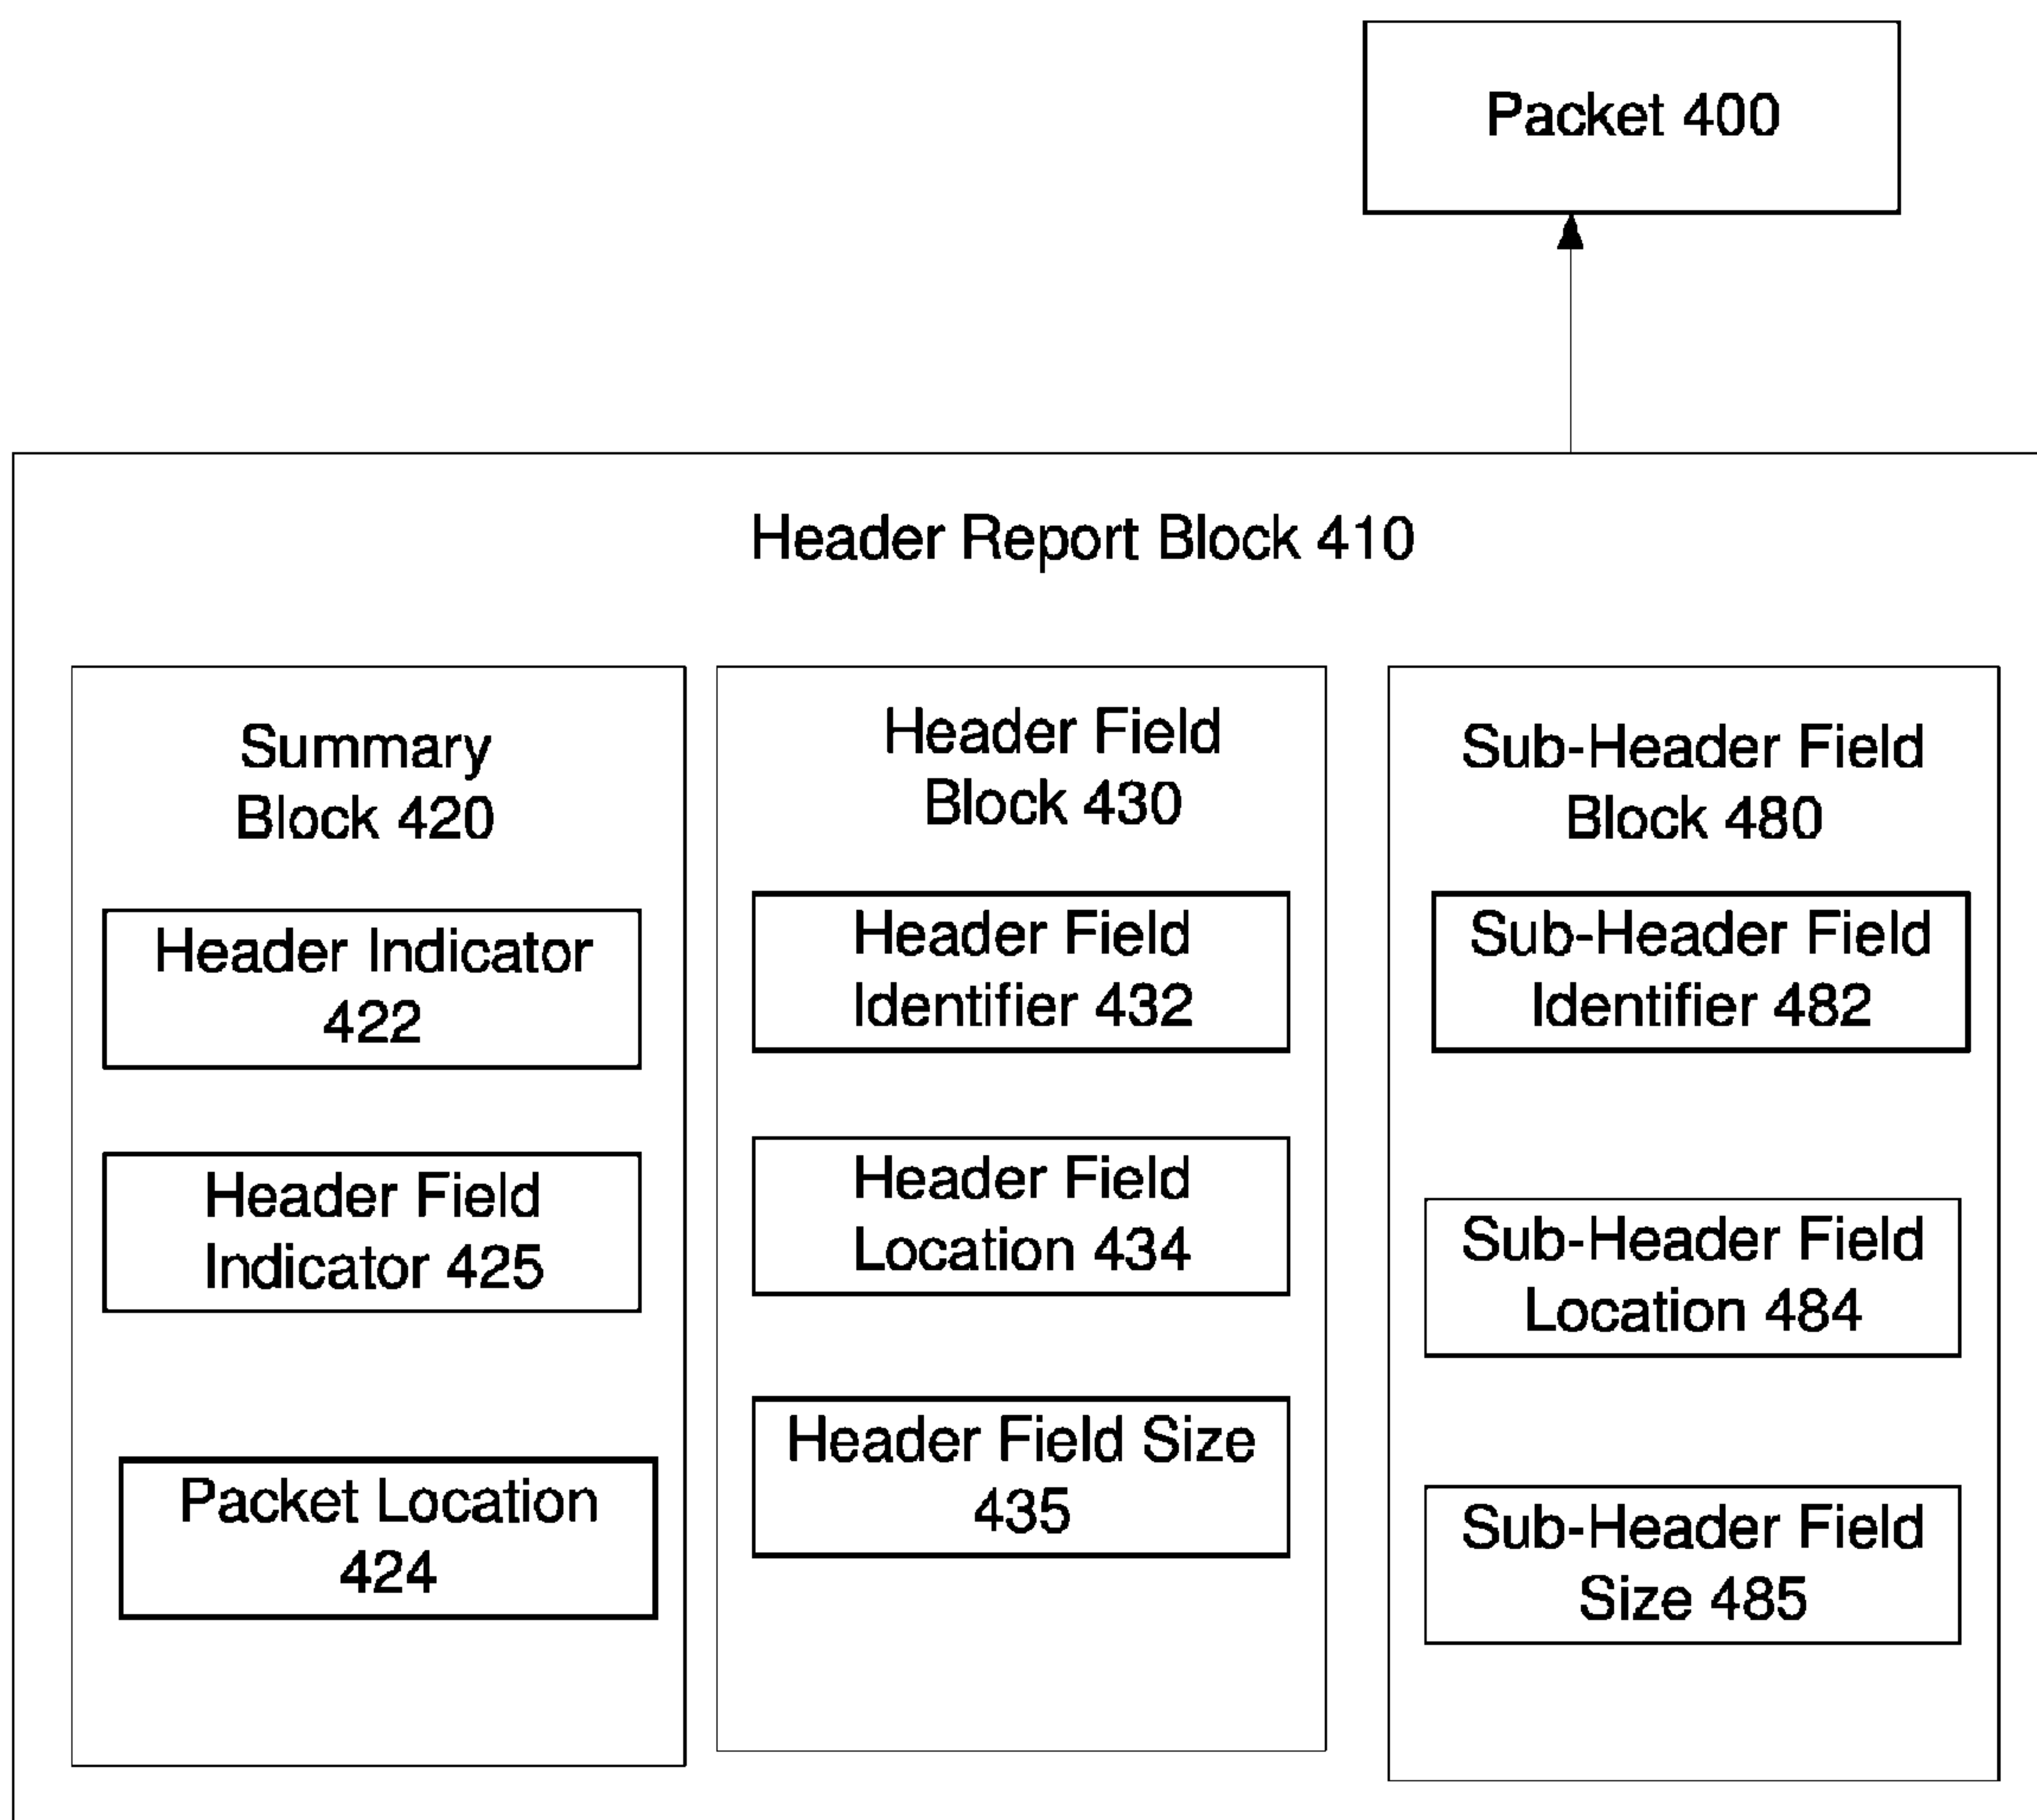 Packet 400
Header Report Block 410
Summary
Block 420
Header Indicator
422
Header Field
Indicator 425
Packet Location
424
Header Field
Block 430
Header Field
Identifier 432
Header Field
Location 434
Header Field Size
435
Sub-Header Field
Block 480
Sub-Header Field
Identifier 482
Sub-Header Field
Location 484
Sub-Header Field
Size 485